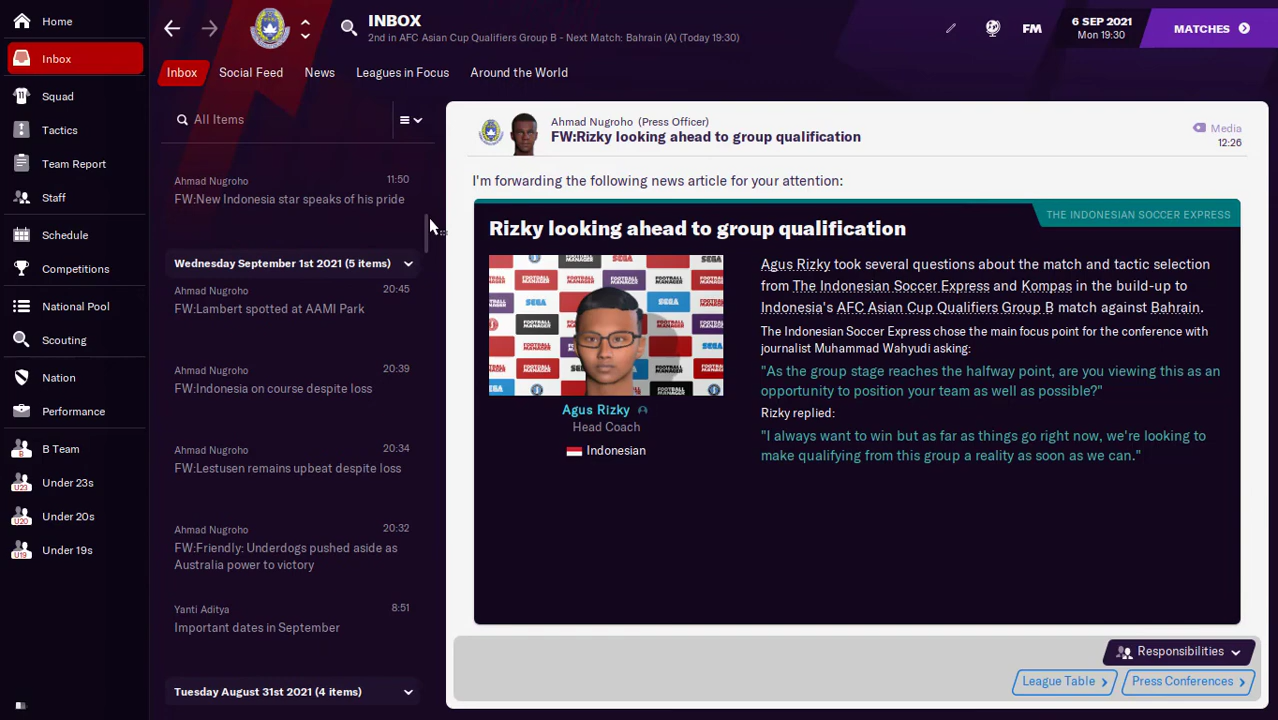 Home
Inbox
Squad
Tactics
Team Report
Staff
Schedule
Competitions
National Pool
Scouting
Nation
Performance
B Team
Under 23s
Under 20s
Under 19s
INBOX
2nd in AFC Asian Cup Qualifiers Group B - Next Match: Bahrain (A) (Today 19:30)
FM
6 SEP 2021
Mon 19:30
MATCHES
Inbox
Social Feed
News
Leagues in Focus
Around the World
All Items
Ahmad Nugroho 11:50
FW:New Indonesia star speaks of his pride
Wednesday September 1st 2021 (5 items)
Ahmad Nugroho 20:45
FW:Lambert spotted at AAMI Park
Ahmad Nugroho 20:39
FW:Indonesia on course despite loss
Ahmad Nugroho 20:34
FW:Lestusen remains upbeat despite loss
Ahmad Nugroho 20:32
FW:Friendly: Underdogs pushed aside as
Australia power to victory
Yanti Aditya 8:51
Important dates in September
Tuesday August 31st 2021 (4 items)
Ahmad Nugroho (Press Officer)
FW:Rizky looking ahead to group qualification
Media
12:26
I'm forwarding the following news article for your attention:
THE INDONESIAN SOCCER EXPRESS
Rizky looking ahead to group qualification
Agus Rizky
Head Coach
Indonesian
Agus Rizky took several questions about the match and tactic selection
from The Indonesian Soccer Express and Kompas in the build-up to
Indonesia's AFC Asian Cup Qualifiers Group B match against Bahrain.
The Indonesian Soccer Express chose the main focus point for the conference with
journalist Muhammad Wahyudi asking:
"As the group stage reaches the halfway point, are you viewing this as an
opportunity to position your team as well as possible?"
Rizky replied:
"I always want to win but as far as things go right now, we're looking to
make qualifying from this group a reality as soon as we can."
Responsibilities
League Table
Press Conferences